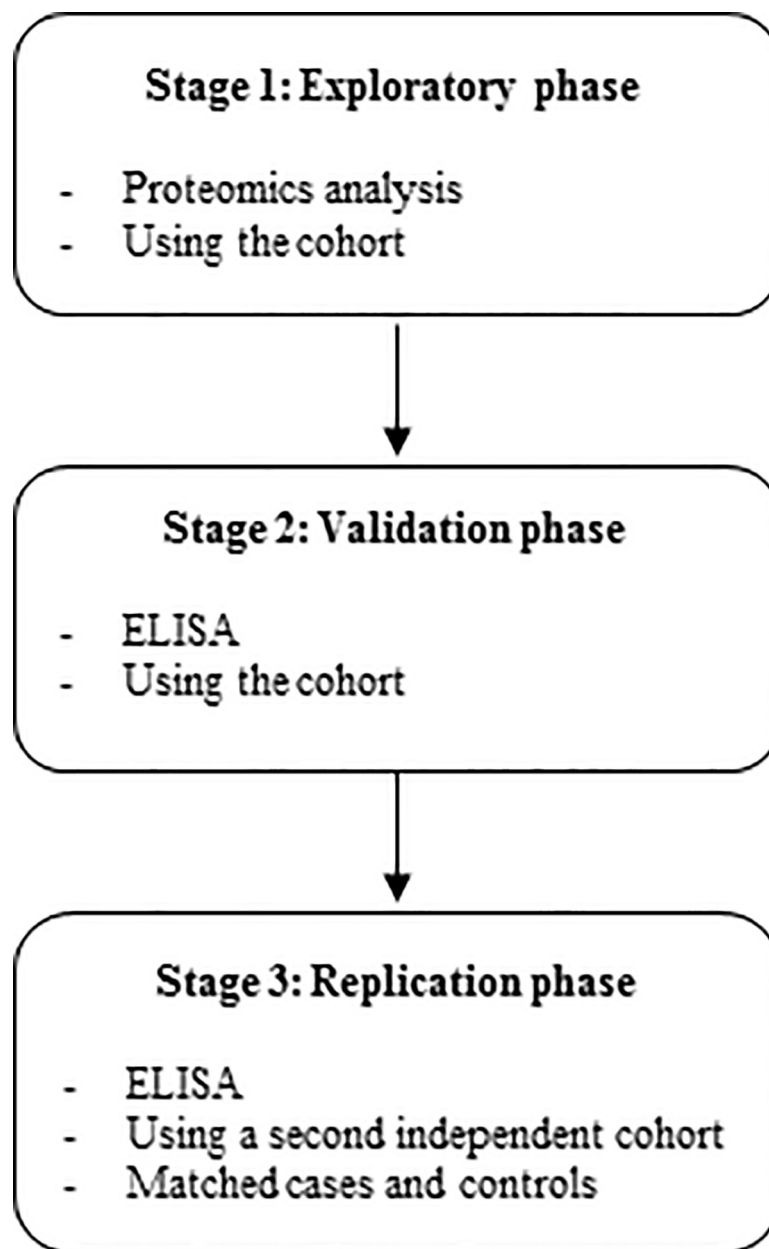 Stage 1: Exploratory phase
- Proteomics analysis
- Using the cohort
Stage 2: Validation phase
- ELISA
- Using the cohort
Stage 3: Replication phase
- ELISA
- Using a second independent cohort
- Matched cases and controls